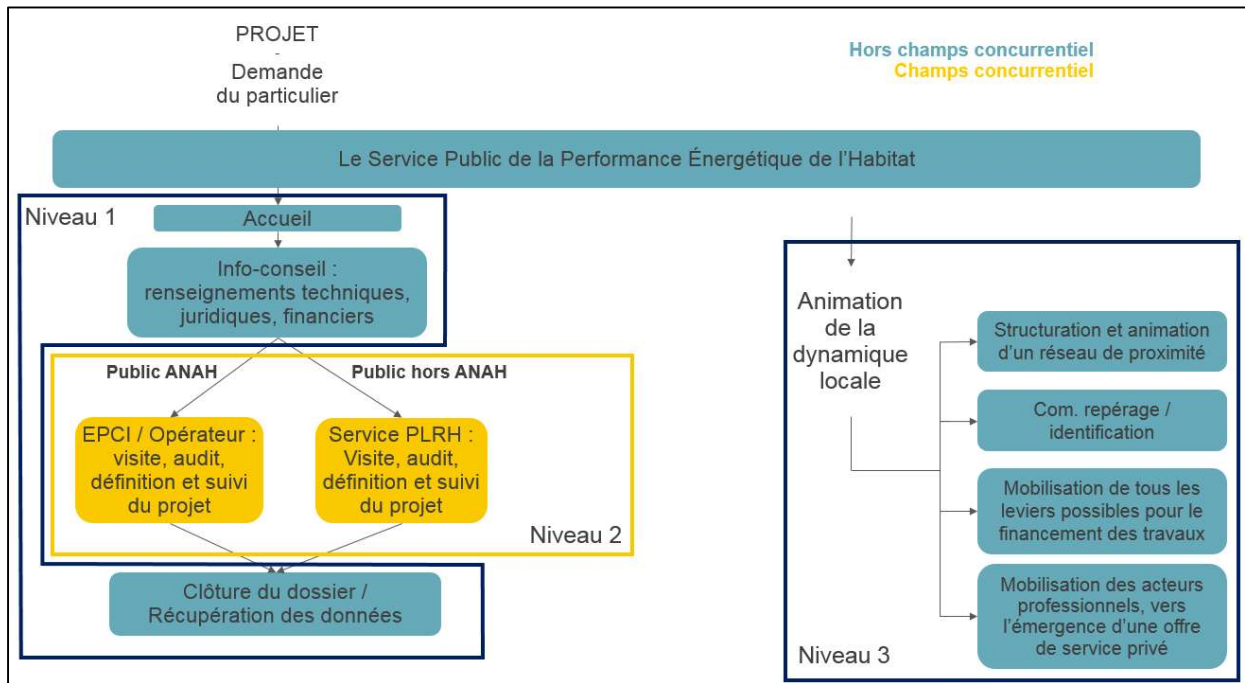 PROJET
-
Demande
du particulier
Hors champs concurrentiel
Champs concurrentiel
Le Service Public de la Performance Énergétique de l'Habitat
Niveau 1
Accueil
Info-conseil :
renseignements techniques,
juridiques, financiers
Public ANAH
Public hors ANAH
EPCI / Opérateur :
visite, audit,
définition et suivi
du projet
Service PLRH :
Visite, audit,
définition et suivi
du projet
Niveau 2
Clôture du dossier /
Récupération des données
Animation
de la
dynamique
locale
Structuration et animation
d'un réseau de proximité
Com. repérage /
identification
Mobilisation de tous les
leviers possibles pour le
financement des travaux
Mobilisation des acteurs
professionnels, vers
l'émergence d'une offre
de service privé
Niveau 3